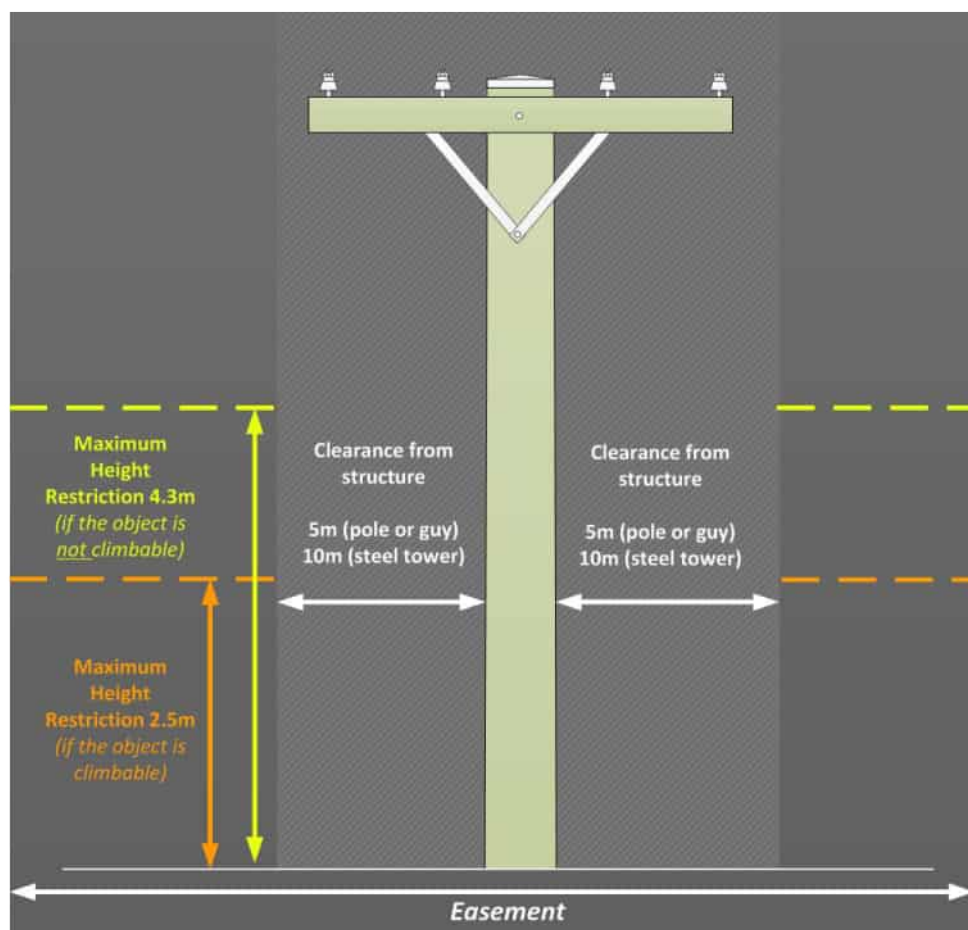 Maximum
Height
Restriction 4.3m
(if the object is
not climbable)
Maximum
Height
Restriction 2.5m
(if the object is
climbable)
Clearance from
structure
5m (pole or guy)
10m (steel tower)
Clearance from
structure
5m (pole or guy)
10m (steel tower)
Easement